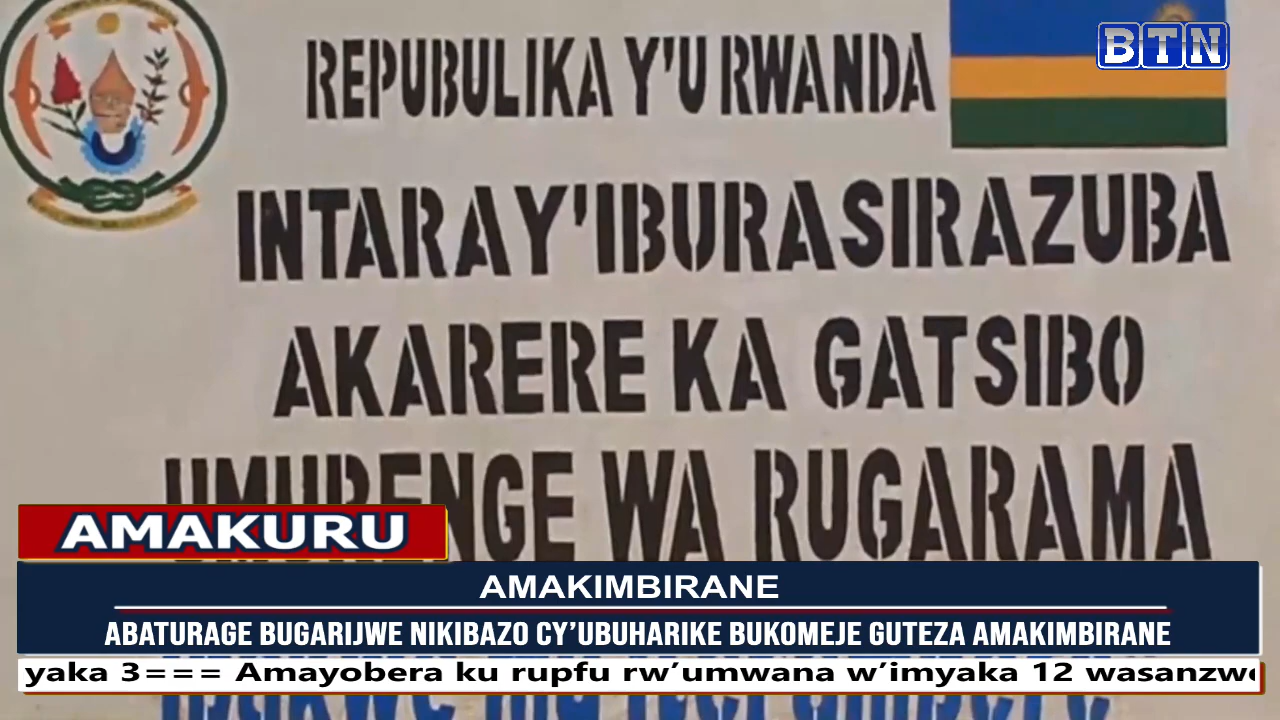 BTN
REPUBULIKA Y'U RWANDA
INTARA Y'IBURASIRAZUBA
AKARERE KA GATSIBO
UMURENGE WA RUGARAMA
AMAKURU
AMAKIMBIRANE
ABATURAGE BUGARIJWE NIKIBAZO CY'UBUHARIKE BUKOMEJE GUTEZA AMAKIMBIRANE
yaka 3=== Amayobera ku rupfu rw'umwana w'imyaka 12 wasanzwe